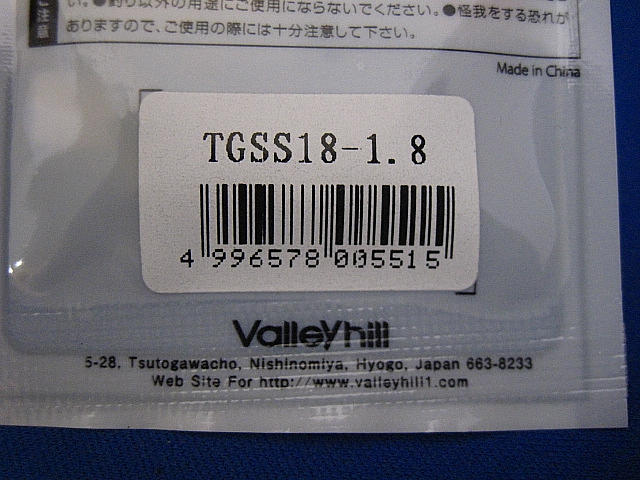 い。●釣り以外の用途にご使用にならないでください。●怪我をする恐れが
ありますので、ご使用の際には十分注意して下さい。
ご注意
Made in China
TGSS18-1.8
4 996578 005515
Valleyhill
5-28, Tsutogawacho, Nishinomiya, Hyogo, Japan 663-8233
Web Site For http://www.valleyhill1.com